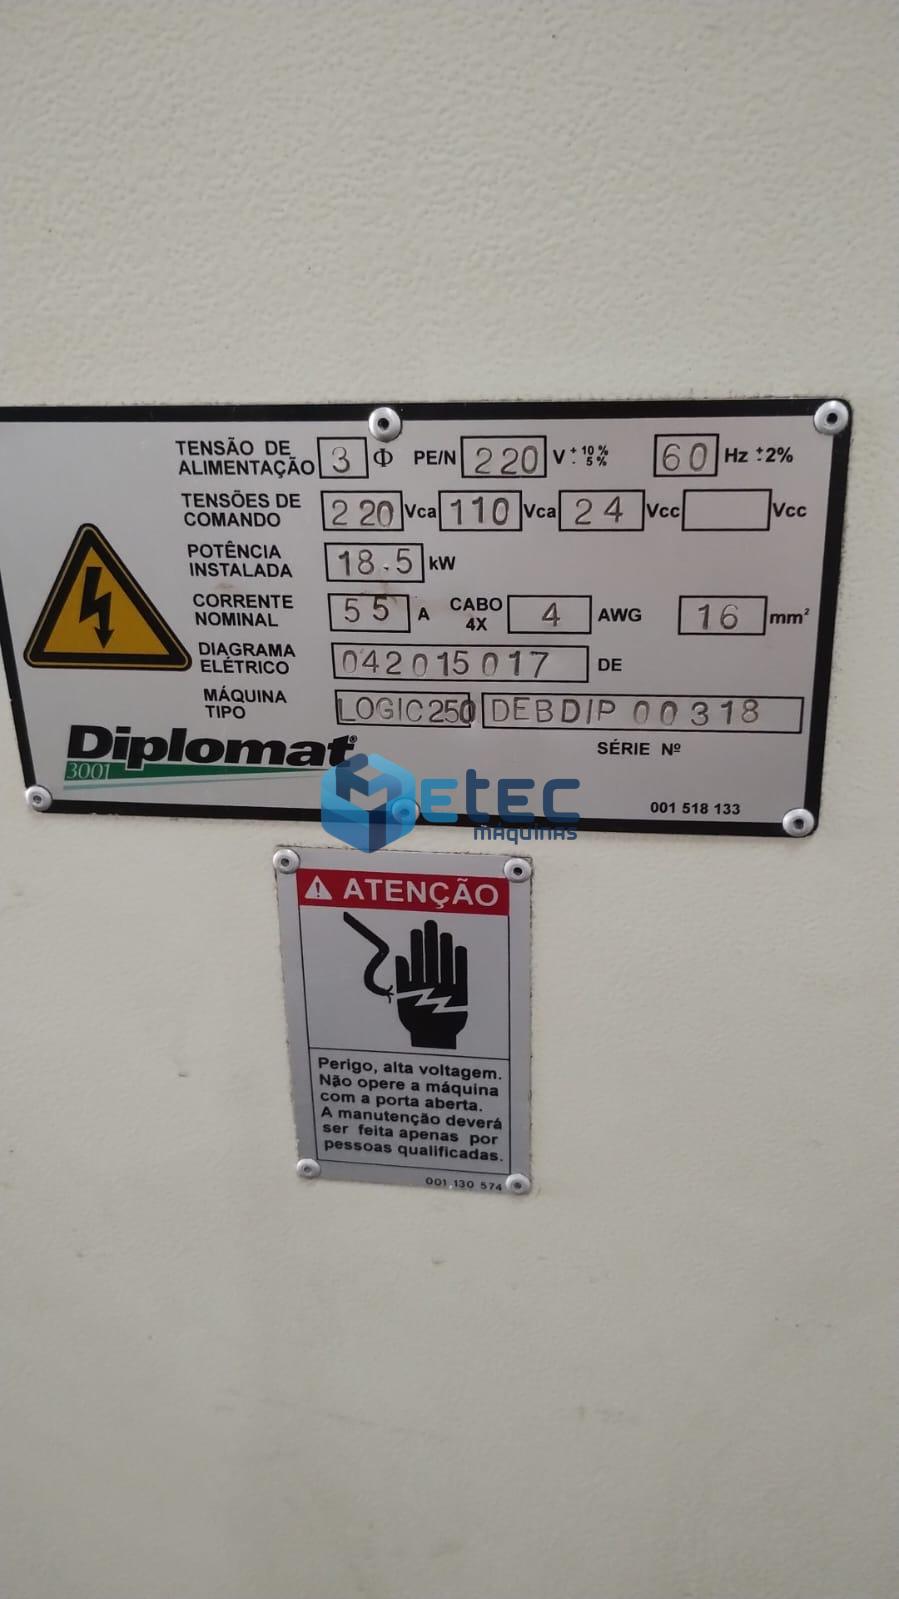 TENSÃO DE
ALIMENTAÇÃO 3 Φ PE/N 220 V + 10 % - 5 % 60 Hz ± 2%
TENSÕES DE
COMANDO 220 Vca 110 Vca 24 Vcc Vcc
POTÊNCIA
INSTALADA 18.5 kW
CORRENTE
NOMINAL 55 A CABO 4X 4 AWG 16 mm²
DIAGRAMA
ELÉTRICO 042015017 DE
MÁQUINA
TIPO LOGIC250 DEBDIP 00318
SÉRIE Nº
Diplomat®
3001
001 518 133
METEC
MÁQUINAS
ATENÇÃO
Perigo, alta voltagem.
Não opere a máquina
com a porta aberta.
A manutenção deverá
ser feita apenas por
pessoas qualificadas.
001 130 574